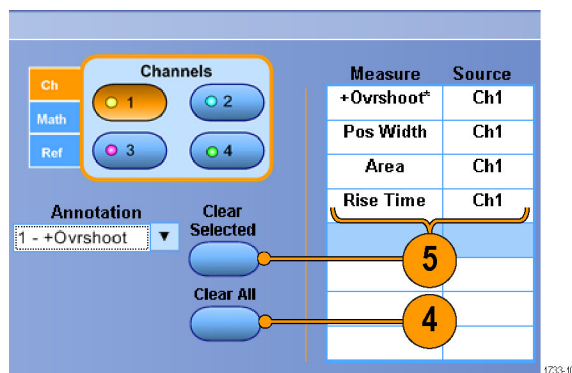 Channels
Ch
Math
Ref
1
2
3
4
Annotation
1 - +Ovrshoot
Clear
Selected
Clear All
Measure Source
+Ovrshoot* Ch1
Pos Width Ch1
Area Ch1
Rise Time Ch1
5
4